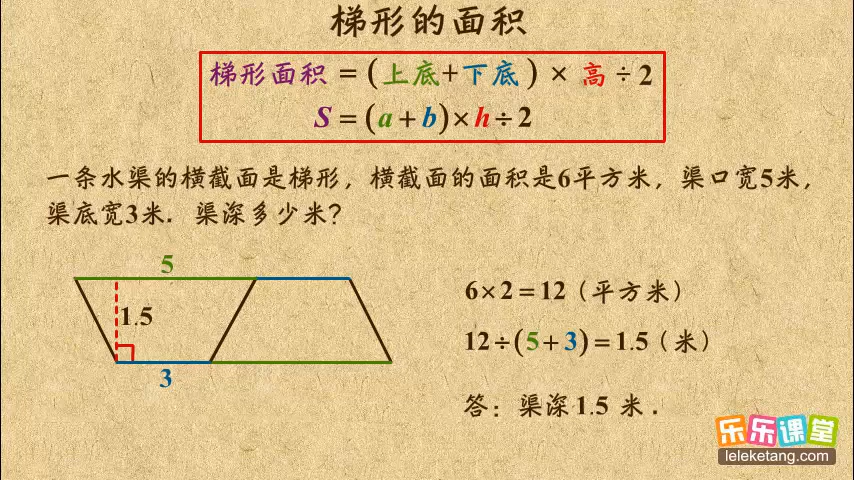 梯形的面积
梯形面积 = (上底+下底) × 高 ÷ 2
S = (a + b) × h ÷ 2
一条水渠的横截面是梯形，横截面的面积是6平方米，渠口宽5米，
渠底宽3米．渠深多少米？
5
1.5
3
6×2＝12（平方米）
12÷(5+3)＝1.5（米）
答：渠深1.5 米．
乐乐课堂
leleketang.com